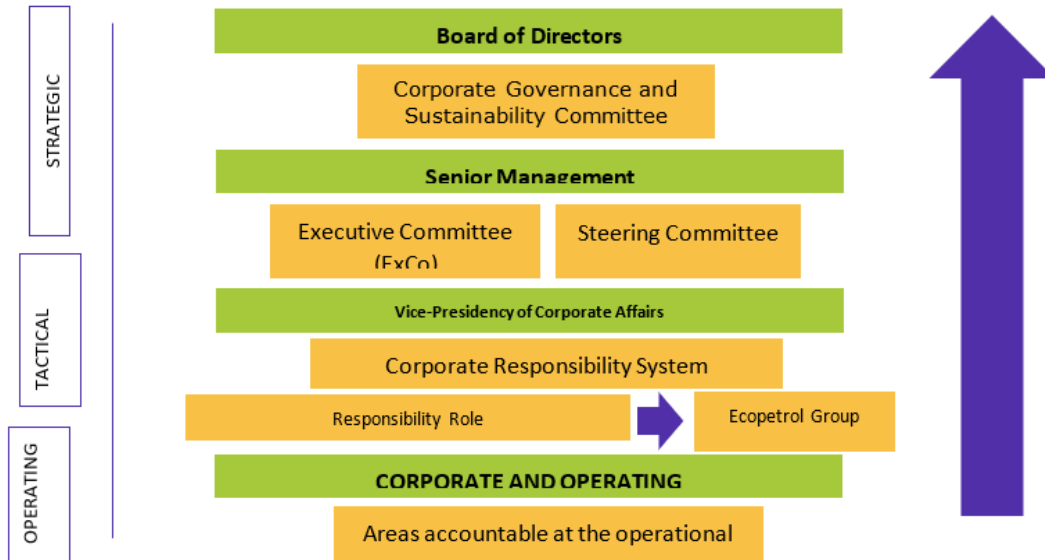 STRATEGIC
Board of Directors
Corporate Governance and
Sustainability Committee
Senior Management
Executive Committee
(ExCo)
Steering Committee
TACTICAL
Vice-Presidency of Corporate Affairs
Corporate Responsibility System
Responsibility Role
Ecopetrol Group
OPERATING
CORPORATE AND OPERATING
Areas accountable at the operational